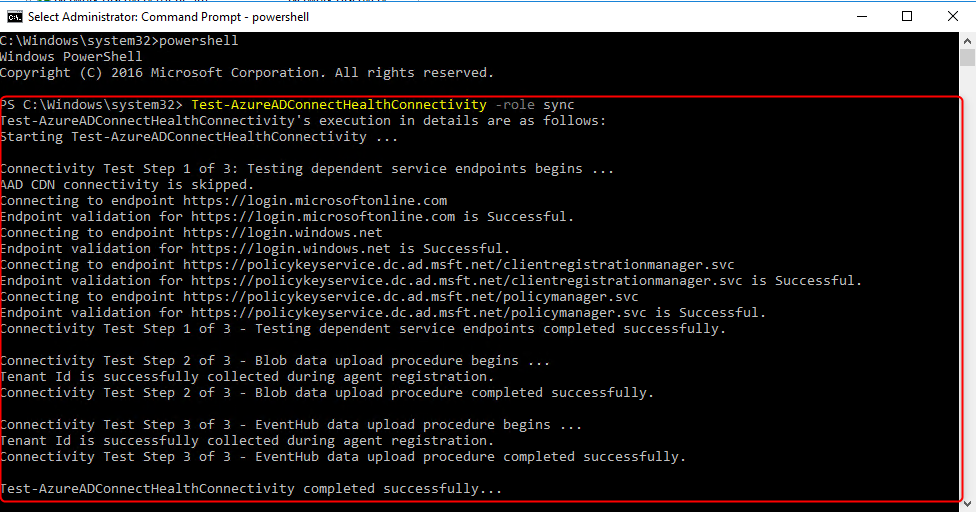 Select Administrator: Command Prompt - powershell
C:\Windows\system32>powershell
Windows PowerShell
Copyright (C) 2016 Microsoft Corporation. All rights reserved.
PS C:\Windows\system32> Test-AzureADConnectHealthConnectivity -role sync
Test-AzureADConnectHealthConnectivity's execution in details are as follows:
Starting Test-AzureADConnectHealthConnectivity ...
Connectivity Test Step 1 of 3: Testing dependent service endpoints begins ...
AAD CDN connectivity is skipped.
Connecting to endpoint https://login.microsoftonline.com
Endpoint validation for https://login.microsoftonline.com is Successful.
Connecting to endpoint https://login.windows.net
Endpoint validation for https://login.windows.net is Successful.
Connecting to endpoint https://policykeyservice.dc.ad.msft.net/clientregistrationmanager.svc
Endpoint validation for https://policykeyservice.dc.ad.msft.net/clientregistrationmanager.svc is Successful.
Connecting to endpoint https://policykeyservice.dc.ad.msft.net/policymanager.svc
Endpoint validation for https://policykeyservice.dc.ad.msft.net/policymanager.svc is Successful.
Connectivity Test Step 1 of 3 - Testing dependent service endpoints completed successfully.
Connectivity Test Step 2 of 3 - Blob data upload procedure begins ...
Tenant Id is successfully collected during agent registration.
Connectivity Test Step 2 of 3 - Blob data upload procedure completed successfully.
Connectivity Test Step 3 of 3 - EventHub data upload procedure begins ...
Tenant Id is successfully collected during agent registration.
Connectivity Test Step 3 of 3 - EventHub data upload procedure completed successfully.
Test-AzureADConnectHealthConnectivity completed successfully...